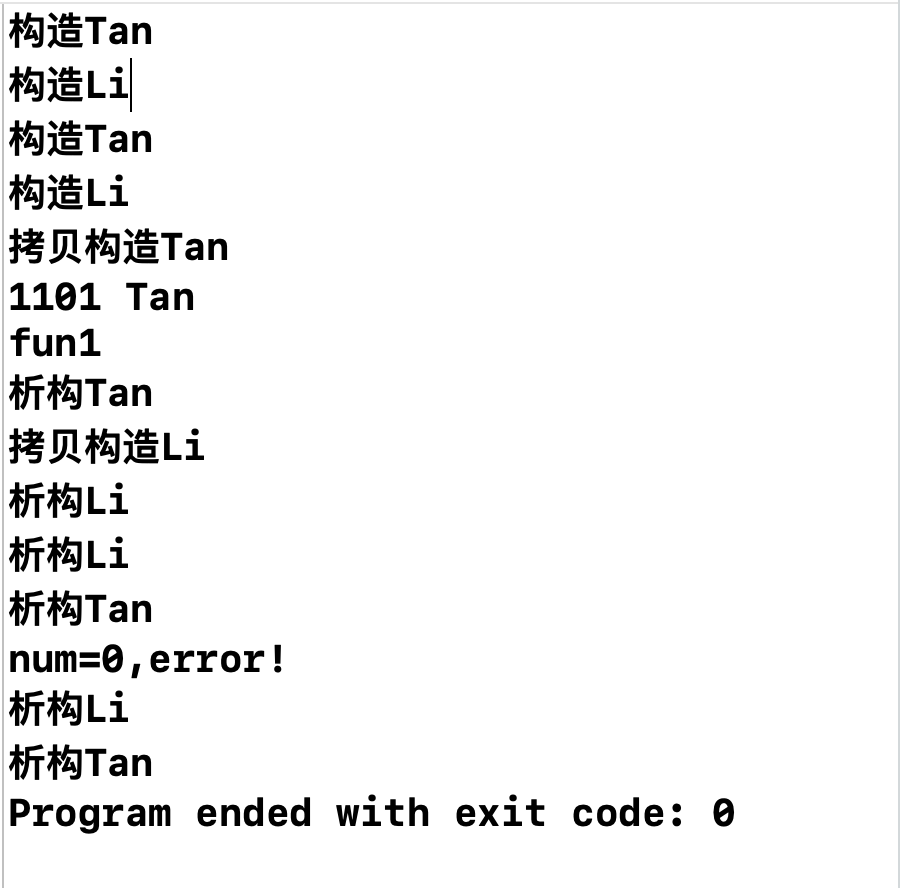 构造Tan
构造Li
构造Tan
构造Li
拷贝构造Tan
1101 Tan
fun1
析构Tan
拷贝构造Li
析构Li
析构Li
析构Tan
num=0,error!
析构Li
析构Tan
Program ended with exit code: 0